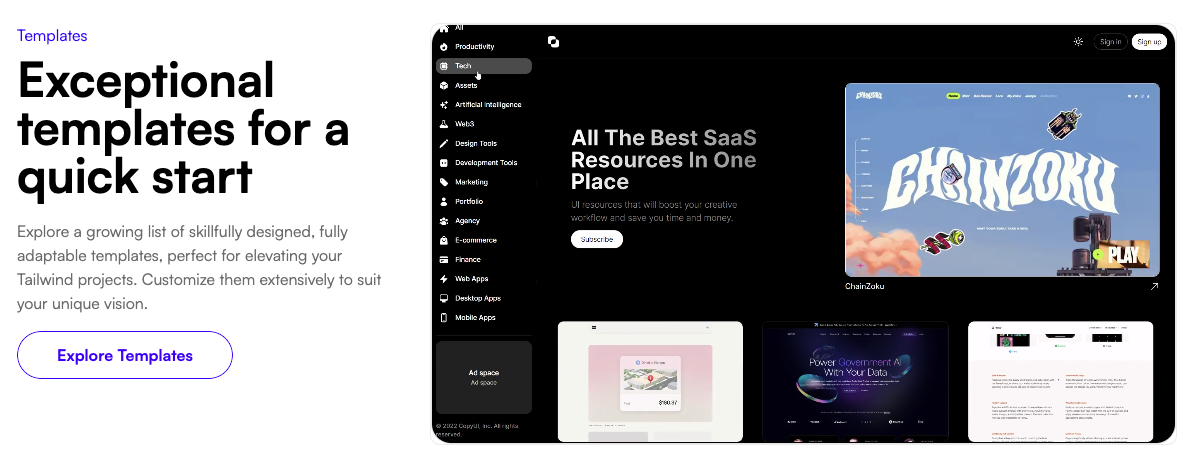 Templates
Exceptional
templates for a
quick start
Explore a growing list of skillfully designed, fully
adaptable templates, perfect for elevating your
Tailwind projects. Customize them extensively to suit
your unique vision.
Explore Templates
All
Productivity
Tech
Assets
Artificial Intelligence
Web3
Design Tools
Development Tools
Marketing
Portfolio
Agency
E-commerce
Finance
Web Apps
Desktop Apps
Mobile Apps
Ad space
Ad space
© 2022 CopyUI, Inc. All rights
reserved.
Sign in
Sign up
All The Best SaaS
Resources In One
Place
UI resources that will boost your creative
workflow and save you time and money.
Subscribe
CHAINZOKU
PLAY
ChainZoku
$160.37
Power Government AI
With Your Data